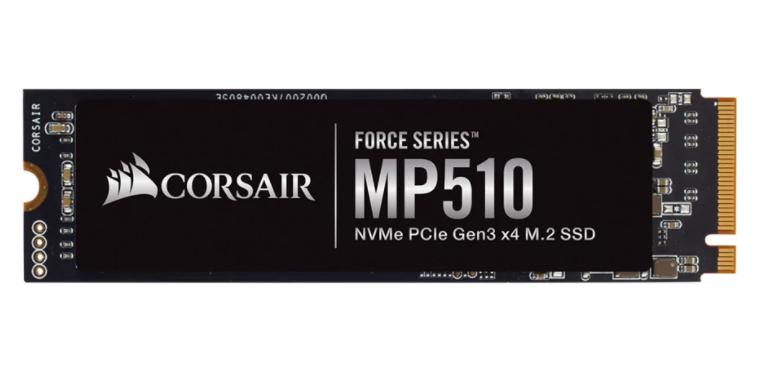 CORSAIR
CORSAIR
FORCE SERIES™
MP510
NVMe PCIe Gen3 x4 M.2 SSD